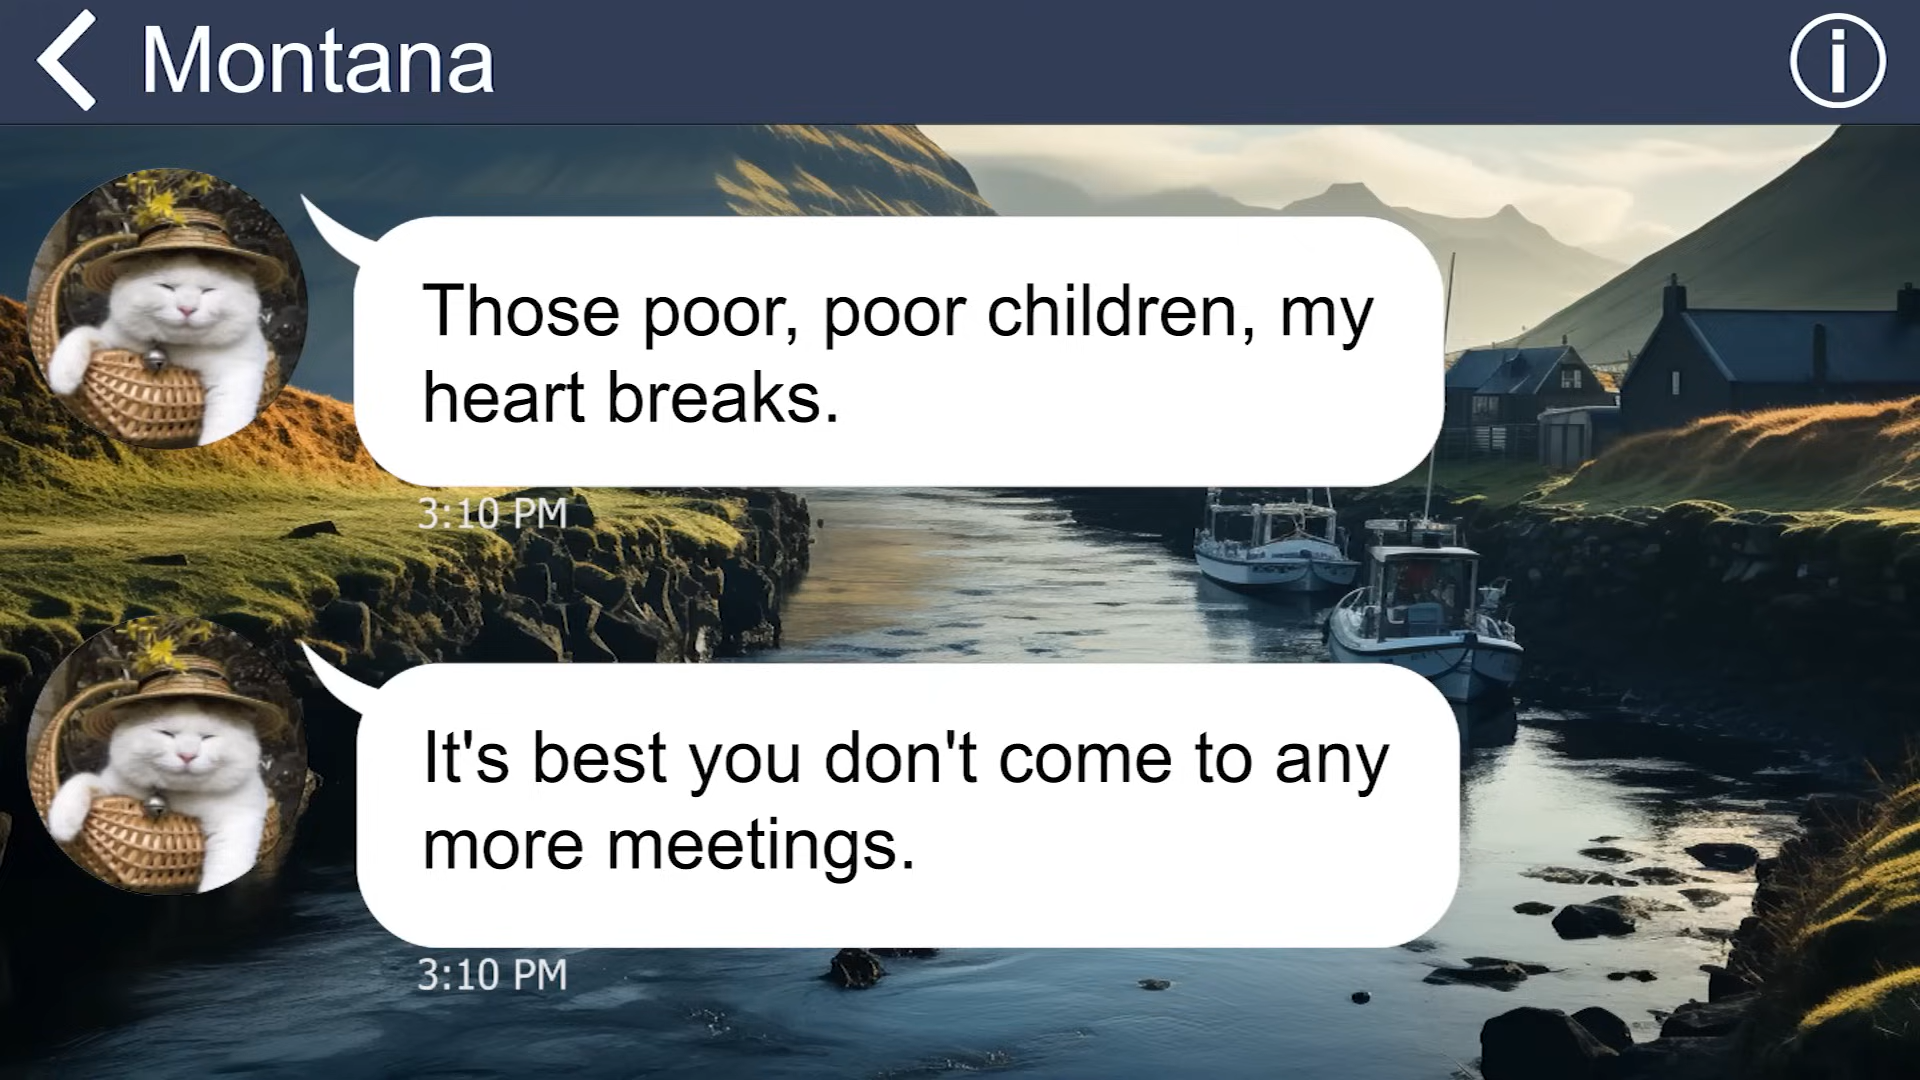 Montana
Those poor, poor children, my
heart breaks.
3:10 PM
It's best you don't come to any
more meetings.
3:10 PM